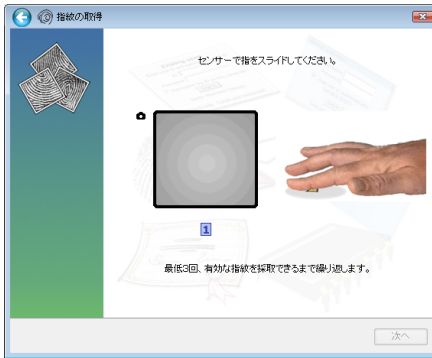 指紋の取得
センサーで指をスライドしてください。
1
最低3回、有効な指紋を採取できるまで繰り返します。
次へ